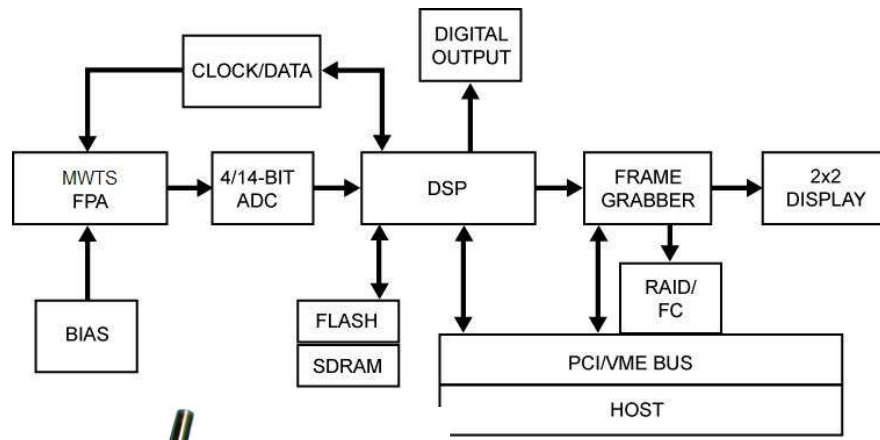 DIGITAL
OUTPUT
CLOCK/DATA
MWTS
FPA
4/14-BIT
ADC
DSP
FRAME
GRABBER
2x2
DISPLAY
BIAS
FLASH
SDRAM
RAID/
FC
PCI/VME BUS
HOST